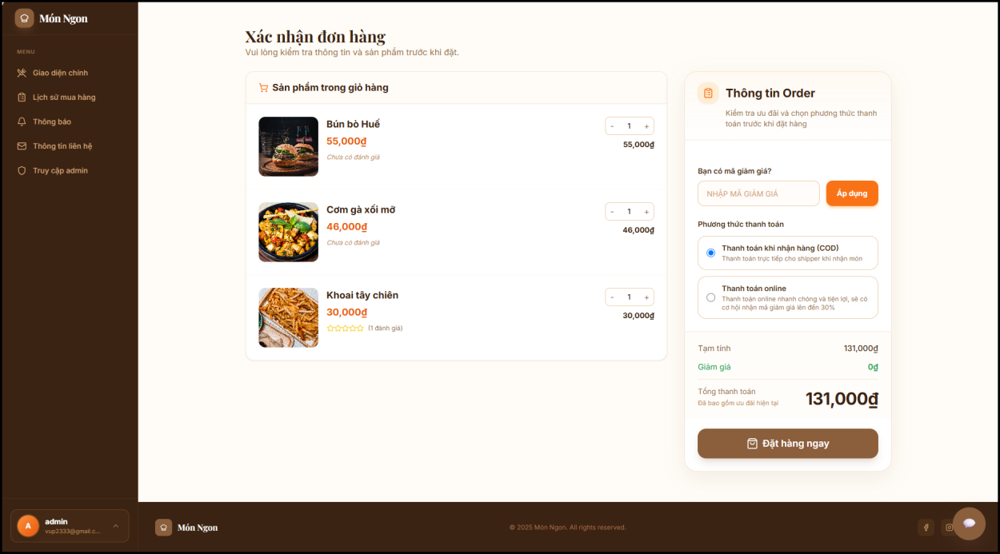 Món Ngon
MENU
Giao diện chính
Lịch sử mua hàng
Thông báo
Thông tin liên hệ
Truy cập admin
A
admin
vup2333@gmail.c...
Xác nhận đơn hàng
Vui lòng kiểm tra thông tin và sản phẩm trước khi đặt.
Sản phẩm trong giỏ hàng
Bún bò Huế
55,000₫
Chưa có đánh giá
- 1 +
55,000₫
Cơm gà xối mỡ
46,000₫
Chưa có đánh giá
- 1 +
46,000₫
Khoai tây chiên
30,000₫
(1 đánh giá)
- 1 +
30,000₫
Thông tin Order
Kiểm tra ưu đãi và chọn phương thức thanh
toán trước khi đặt hàng
Bạn có mã giảm giá?
NHẬP MÃ GIẢM GIÁ
Áp dụng
Phương thức thanh toán
Thanh toán khi nhận hàng (COD)
Thanh toán trực tiếp cho shipper khi nhận món
Thanh toán online
Thanh toán online nhanh chóng và tiện lợi, sẽ có
cơ hội nhận mã giảm giá lên đến 30%
Tạm tính 131,000₫
Giảm giá 0₫
Tổng thanh toán
Đã bao gồm ưu đãi hiện tại
131,000₫
Đặt hàng ngay
Món Ngon
© 2025 Món Ngon. All rights reserved.